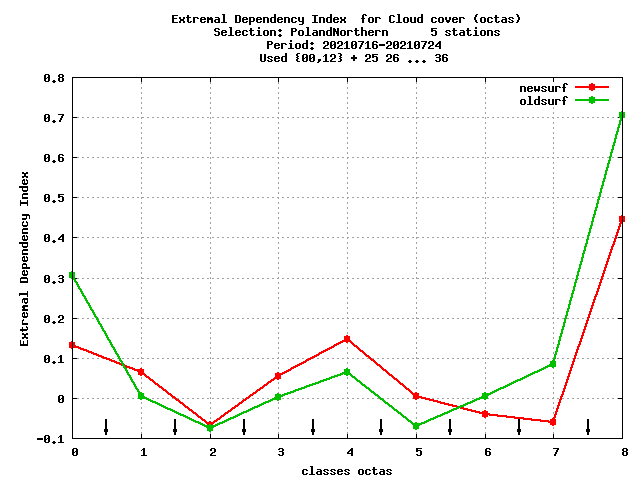 Extremal Dependency Index  for Cloud cover (octas)
Selection: PolandNorthern      5 stations
Period: 20210716-20210724
Used {00,12} + 25 26 ... 36
newsurf
oldsurf
0.8
0.7
0.6
0.5
0.4
0.3
0.2
0.1
0
-0.1
Extremal Dependency Index
0 1 2 3 4 5 6 7 8
classes octas